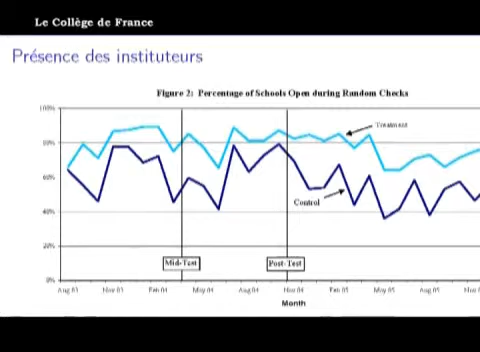 Le Collège de France
Présence des instituteurs
Figure 2: Percentage of Schools Open during Random Checks
100%
Treatment
80%
60%
Control
40%
20%
Mid-Test Post-Test
0%
Aug 03 Nov 03 Feb 04 May 04 Aug 04 Nov 04 Feb 05 May 05 Aug 05 Nov
Month